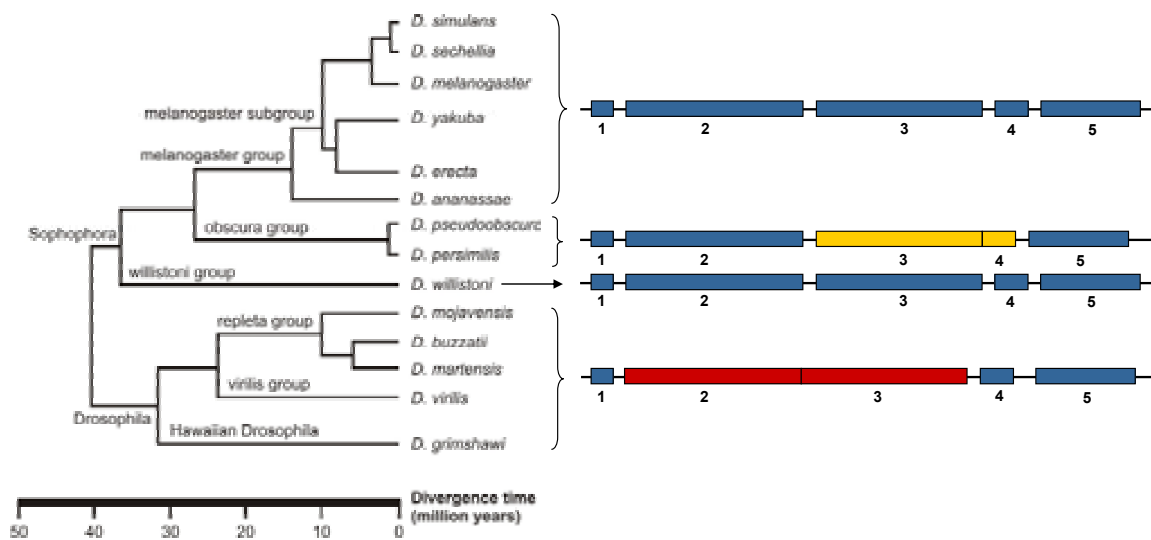 D. simulans
D. sechellia
D. melanogaster
melanogaster subgroup
D. yakuba
melanogaster group
D. erecta
D. ananassae
1 2 3 4 5
D. pseudoobscurc
obscura group
D. persimilis
Sophophora
1 2 3 4 5
willistoni group
D. willistoni
1 2 3 4 5
D. mojavensis
repleta group
D. buzzatii
D. martensis
virilis group
D. virilis
1 2 3 4 5
Drosophila
Hawaiian Drosophila
D. grimshawi
Divergence time
(million years)
50 40 30 20 10 0